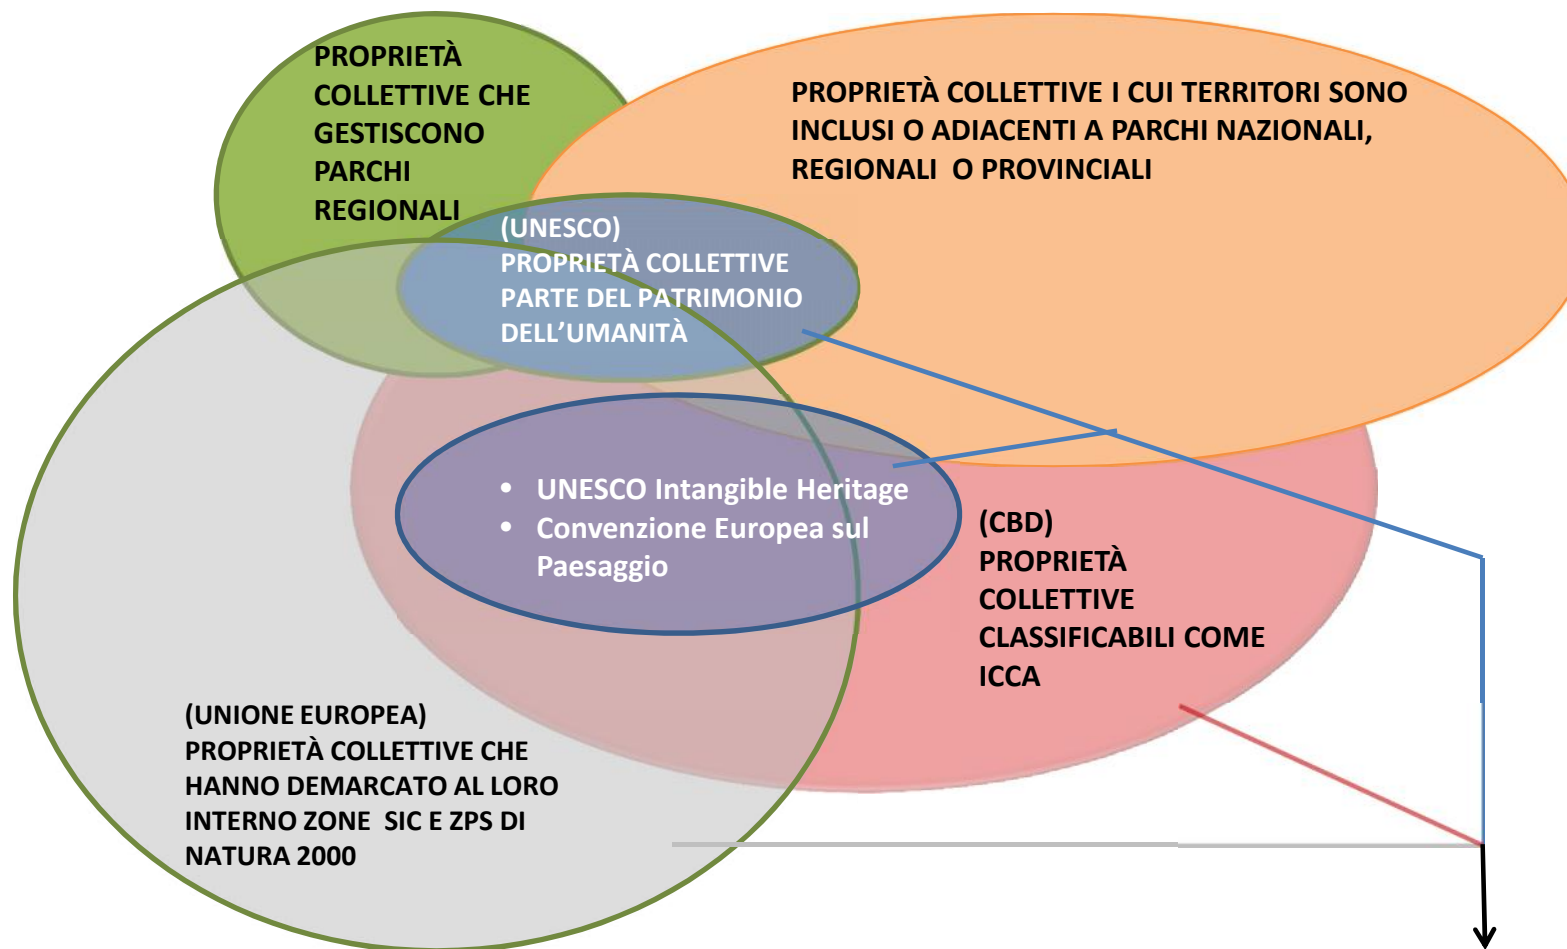 PROPRIETÀ
COLLETTIVE CHE
GESTISCONO
PARCHI
REGIONALI
PROPRIETÀ COLLETTIVE I CUI TERRITORI SONO
INCLUSI O ADIACENTI A PARCHI NAZIONALI,
REGIONALI O PROVINCIALI
(UNESCO)
PROPRIETÀ COLLETTIVE
PARTE DEL PATRIMONIO
DELL’UMANITÀ
• UNESCO Intangible Heritage
• Convenzione Europea sul
Paesaggio
(CBD)
PROPRIETÀ
COLLETTIVE
CLASSIFICABILI COME
ICCA
(UNIONE EUROPEA)
PROPRIETÀ COLLETTIVE CHE
HANNO DEMARCATO AL LORO
INTERNO ZONE SIC E ZPS DI
NATURA 2000